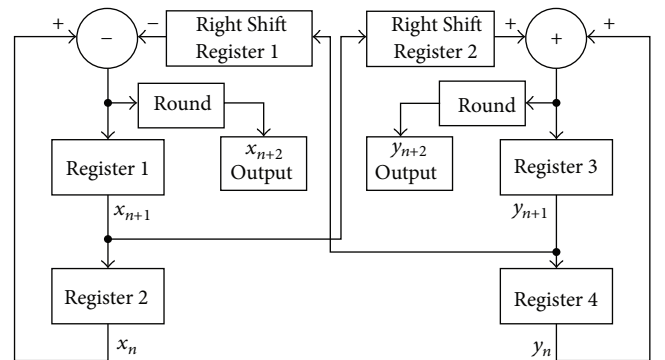 +
−
−
Right Shift
Register 1
Right Shift
Register 2
+
+
+
Round
Round
x_{n+2}
Output
y_{n+2}
Output
Register 1
Register 3
x_{n+1}
y_{n+1}
Register 2
Register 4
x_n
y_n